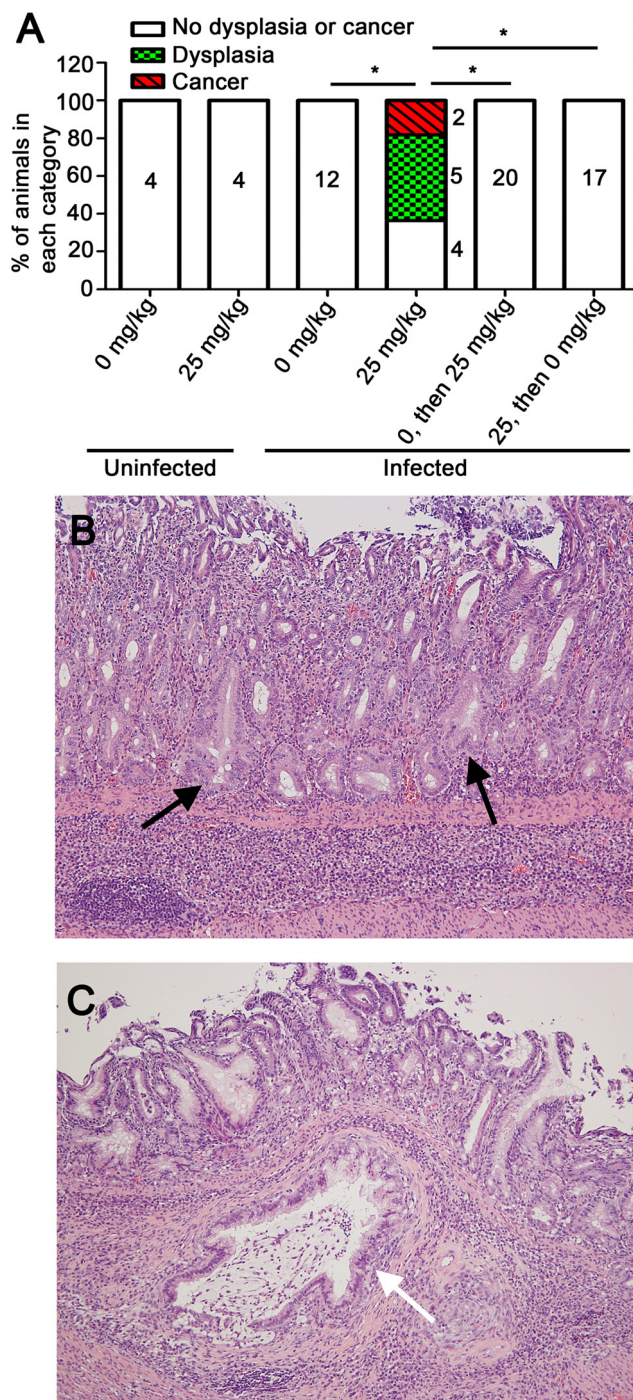 A
No dysplasia or cancer
Dysplasia
Cancer
% of animals in
each category
120
100
80
60
40
20
0
4
4
12
2
5
4
20
17
*
*
*
0 mg/kg
25 mg/kg
0 mg/kg
25 mg/kg
0, then 25 mg/kg
25, then 0 mg/kg
Uninfected
Infected
B
C